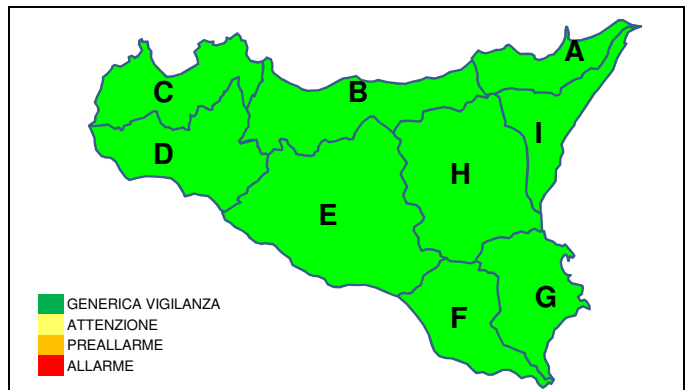 A
C
B
I
D
H
E
G
F
GENERICA VIGILANZA
ATTENZIONE
PREALLARME
ALLARME